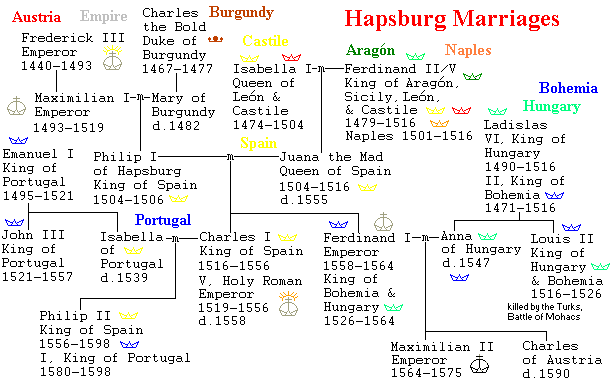 Hapsburg Marriages
Austria
Empire
Burgundy
Castile
Aragón
Naples
Bohemia
Hungary
Spain
Portugal
Frederick III
Emperor
1440-1493
Charles
the Bold
Duke of
Burgundy
1467-1477
Isabella I m
Queen of
León &
Castile
1474-1504
Ferdinand II/V
King of Aragón,
Sicily, León,
& Castile
1479-1516
Naples 1501-1516
Maximilian I m
Emperor
1493-1519
Mary of
Burgundy
d.1482
Ladislas
VI, King of
Hungary
1490-1516
II, King of
Bohemia
1471-1516
Emanuel I
King of
Portugal
1495-1521
Philip I
of Hapsburg
King of Spain
1504-1506
m
Juana the Mad
Queen of Spain
1504-1516
d.1555
John III
King of
Portugal
1521-1557
Isabella m
of
Portugal
d.1539
Charles I
King of Spain
1516-1556
V, Holy Roman
Emperor
1519-1556
d.1558
Ferdinand I m
Emperor
1558-1564
King of
Bohemia &
Hungary
1526-1564
Anna
of Hungary
d.1547
Louis II
King of
Hungary
& Bohemia
1516-1526
killed by the Turks,
Battle of Mohacs
Philip II
King of Spain
1556-1598
I, King of Portugal
1580-1598
Maximilian II
Emperor
1564-1575
Charles
of Austria
d.1590